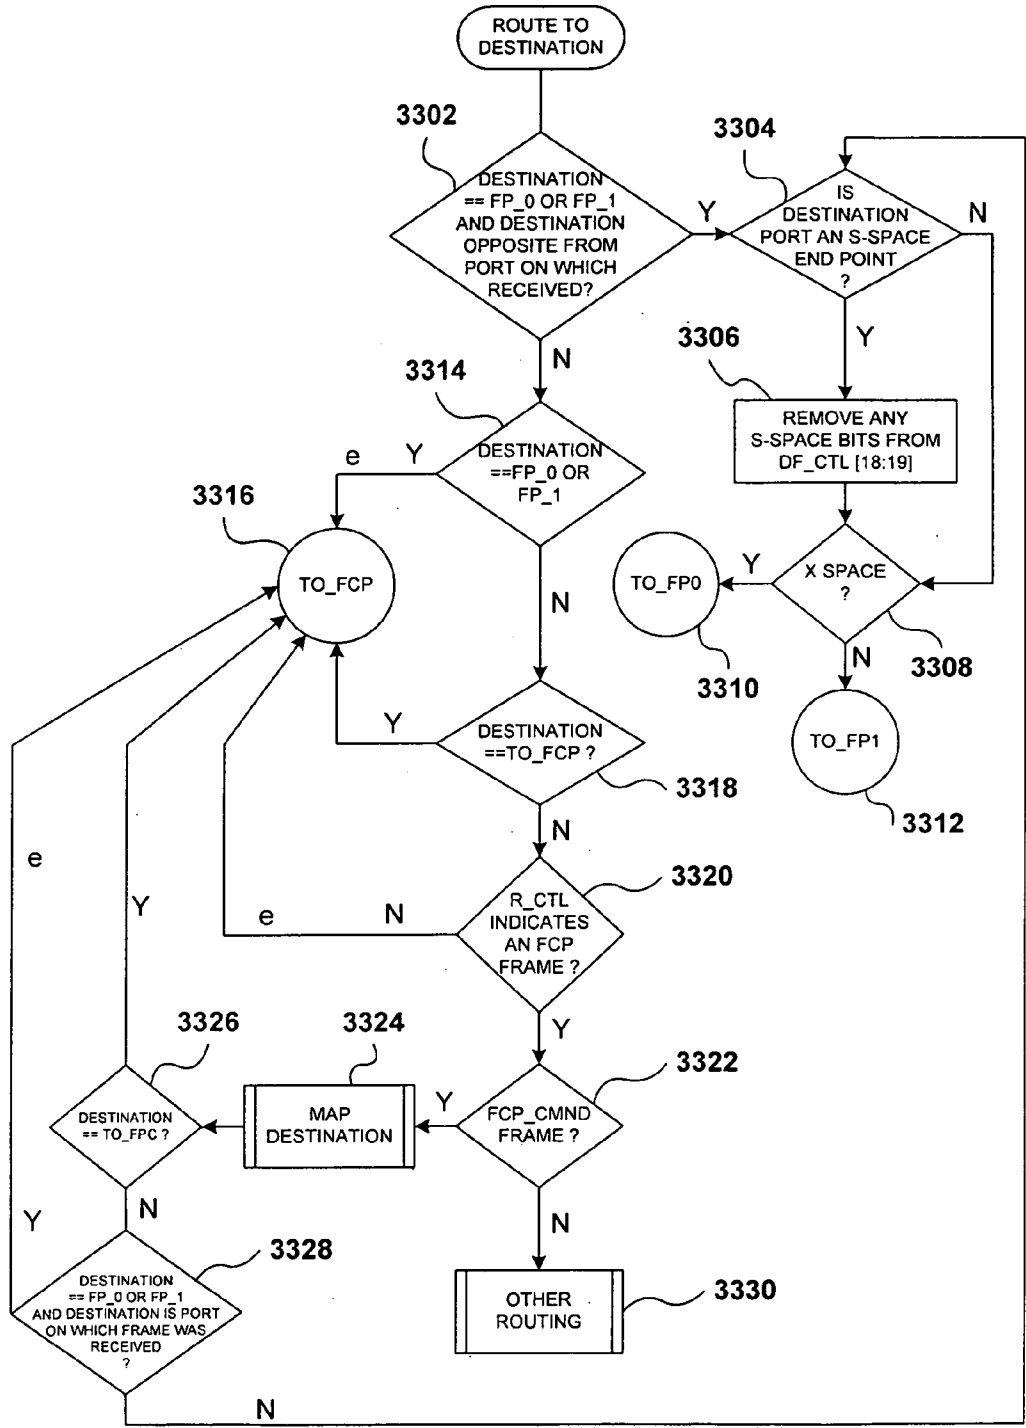 ROUTE TO
DESTINATION
3302
3304
DESTINATION
== FP_0 OR FP_1
AND DESTINATION
OPPOSITE FROM
PORT ON WHICH
RECEIVED?
Y
IS
DESTINATION
PORT AN S-SPACE
END POINT
?
N
N
Y
3306
3314
REMOVE ANY
S-SPACE BITS FROM
DF_CTL [18:19]
DESTINATION
==FP_0 OR
FP_1
e
Y
3316
TO_FCP
N
TO_FP0
Y
X SPACE
?
3308
3310
N
TO_FP1
3312
DESTINATION
==TO_FCP ?
Y
3318
N
3320
R_CTL
INDICATES
AN FCP
FRAME ?
e
N
e
Y
Y
3326
3324
3322
DESTINATION
== TO_FPC ?
MAP
DESTINATION
Y
FCP_CMND
FRAME ?
N
Y
N
3328
DESTINATION
== FP_0 OR FP_1
AND DESTINATION IS PORT
ON WHICH FRAME WAS
RECEIVED
?
OTHER
ROUTING
3330
N